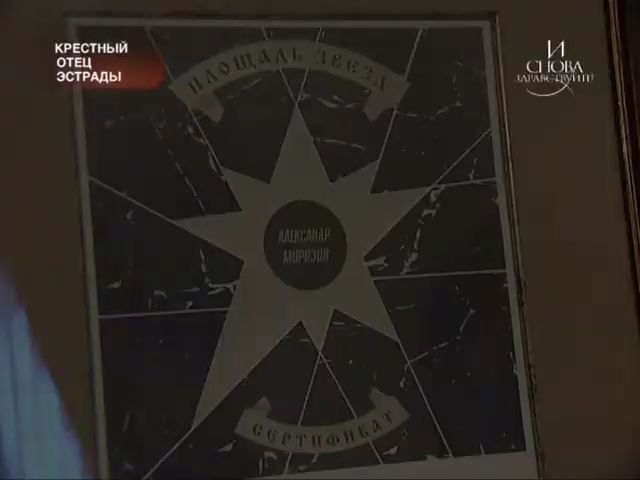 КРЕСТНЫЙ
ОТЕЦ
ЭСТРАДЫ
И
СНОВА
ЗДРАВСТВУЙТЕ!
ПЛОЩАДЬ ЗВЕЗД
АЛЕКСАНДР
МОРОЗОВ
СЕРТИФИКАТ